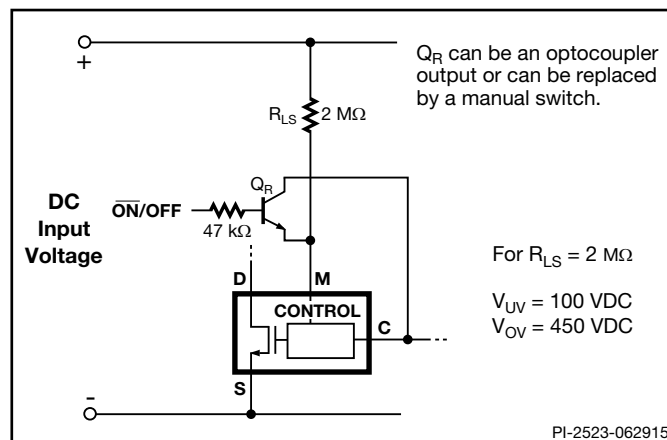 +
Q_R can be an optocoupler
output or can be replaced
by a manual switch.
R_LS
2 MΩ
Q_R
DC
Input
Voltage
O̅N̅/OFF
47 kΩ
For R_LS = 2 MΩ
D
M
V_UV = 100 VDC
CONTROL
C
V_OV = 450 VDC
S
-
PI-2523-062915